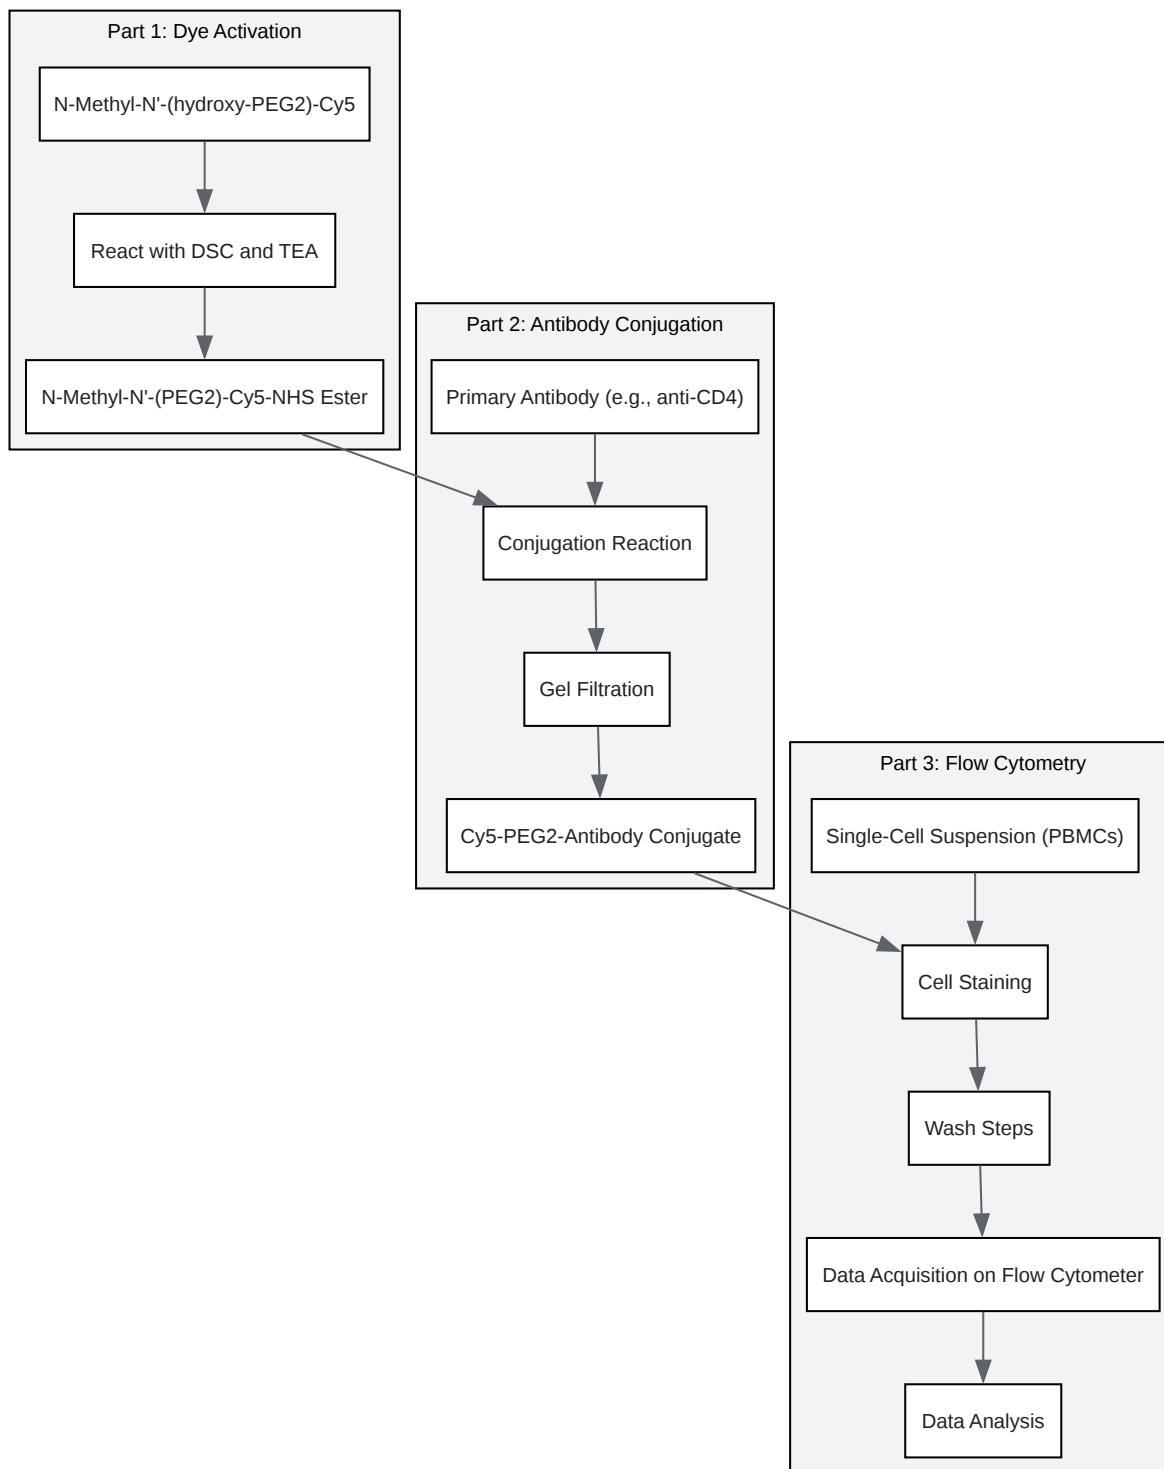 Part 1: Dye Activation
N-Methyl-N'-(hydroxy-PEG2)-Cy5
React with DSC and TEA
N-Methyl-N'-(PEG2)-Cy5-NHS Ester
Part 2: Antibody Conjugation
Primary Antibody (e.g., anti-CD4)
Conjugation Reaction
Gel Filtration
Cy5-PEG2-Antibody Conjugate
Part 3: Flow Cytometry
Single-Cell Suspension (PBMCs)
Cell Staining
Wash Steps
Data Acquisition on Flow Cytometer
Data Analysis